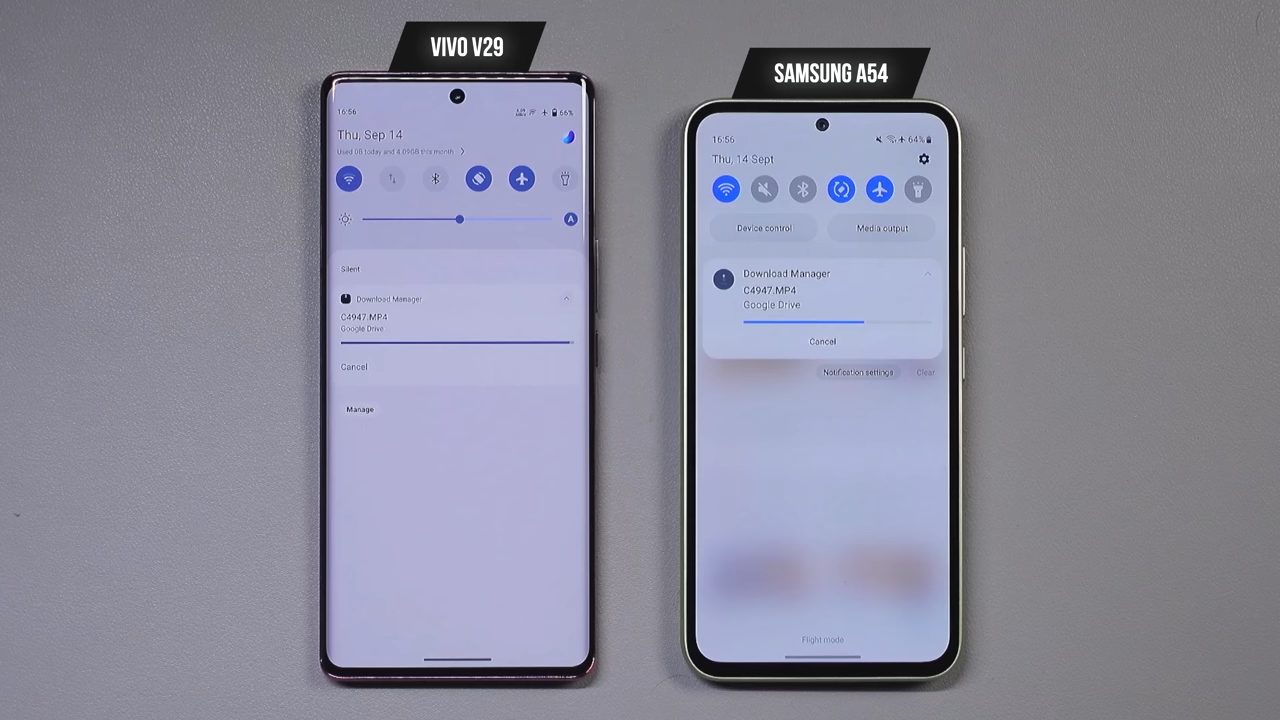 VIVO V29
16:56
66%
Thu, Sep 14
Used 0B today and 4.09GB this month
A
Silent
Download Manager
C4947.MP4
Google Drive
Cancel
Manage
SAMSUNG A54
16:56
64%
Thu, 14 Sept
Device control
Media output
Download Manager
C4947.MP4
Google Drive
Cancel
Notification settings
Clear
Flight mode